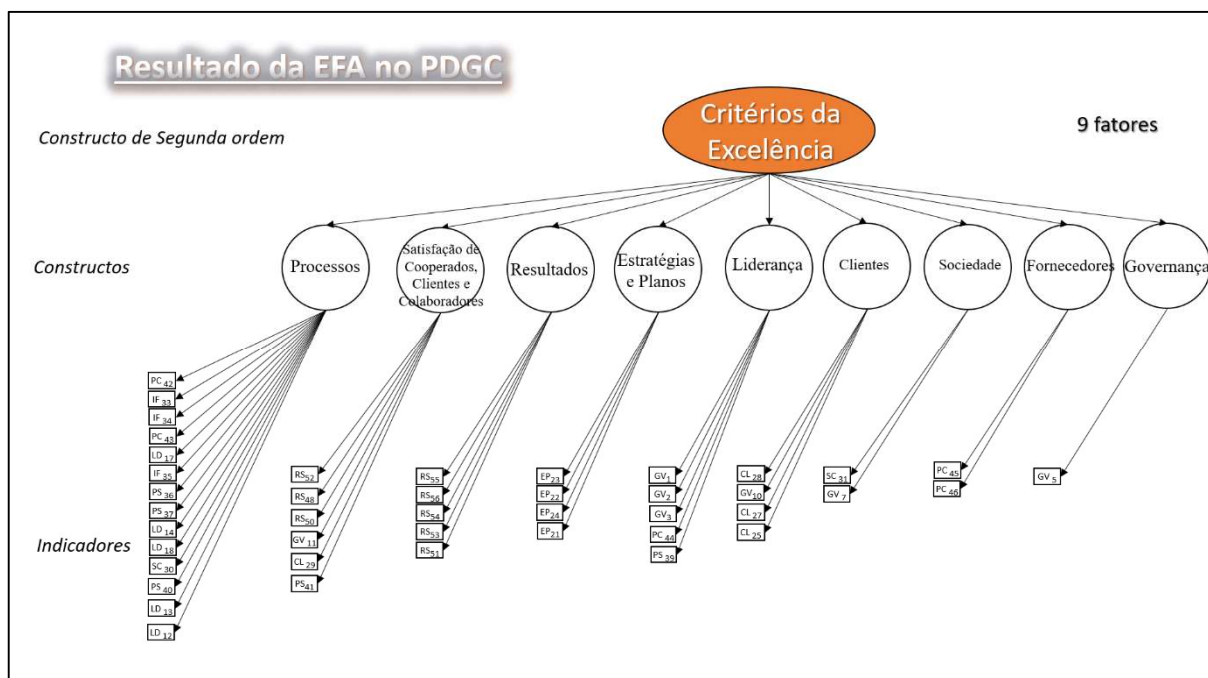 Resultado da EFA no PDGC
Constructo de Segunda ordem
Critérios da
Excelência
9 fatores
Constructos
Processos
Satisfação de
Cooperados,
Clientes e
Colaboradores
Resultados
Estratégias
e Planos
Liderança
Clientes
Sociedade
Fornecedores
Governança
Indicadores
PC 42
IF 33
IF 34
PC 43
LD 17
IF 35
PS 36
PS 37
LD 14
LD 18
SC 30
PS 40
LD 13
LD 12
RS52
RS48
RS50
GV 11
CL 29
PS41
RS55
RS56
RS54
RS53
RS51
EP23
EP22
EP24
EP21
GV1
GV2
GV3
PC 44
PS 39
CL 28
GV10
CL 27
CL 25
SC 31
GV 7
PC 45
PC 46
GV 5